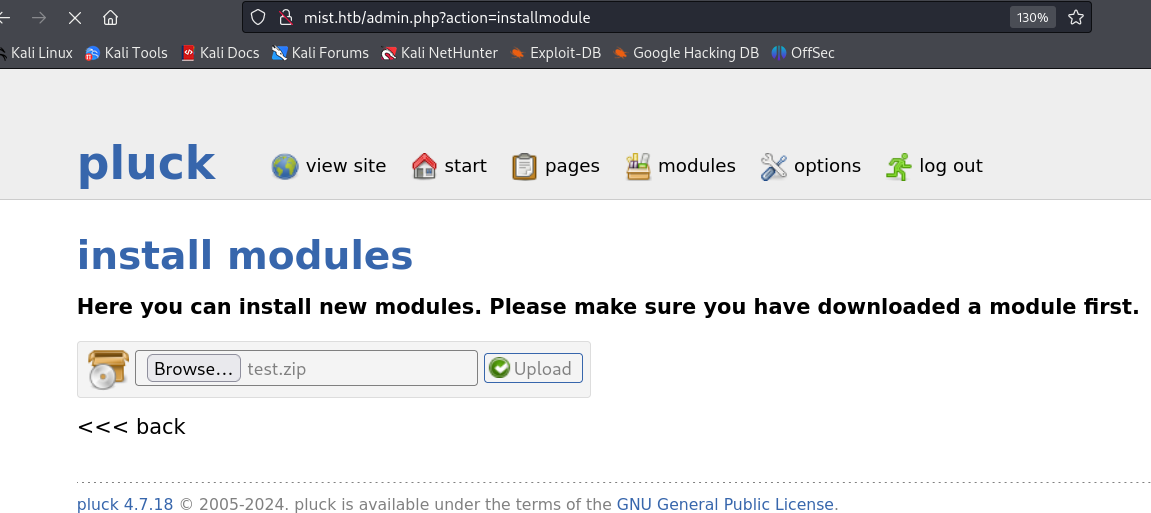 mist.htb/admin.php?action=installmodule
130%
Kali Linux Kali Tools Kali Docs Kali Forums Kali NetHunter Exploit-DB Google Hacking DB OffSec
pluck view site start pages modules options log out
install modules
Here you can install new modules. Please make sure you have downloaded a module first.
Browse... test.zip Upload
<<< back
pluck 4.7.18 © 2005-2024. pluck is available under the terms of the GNU General Public License.